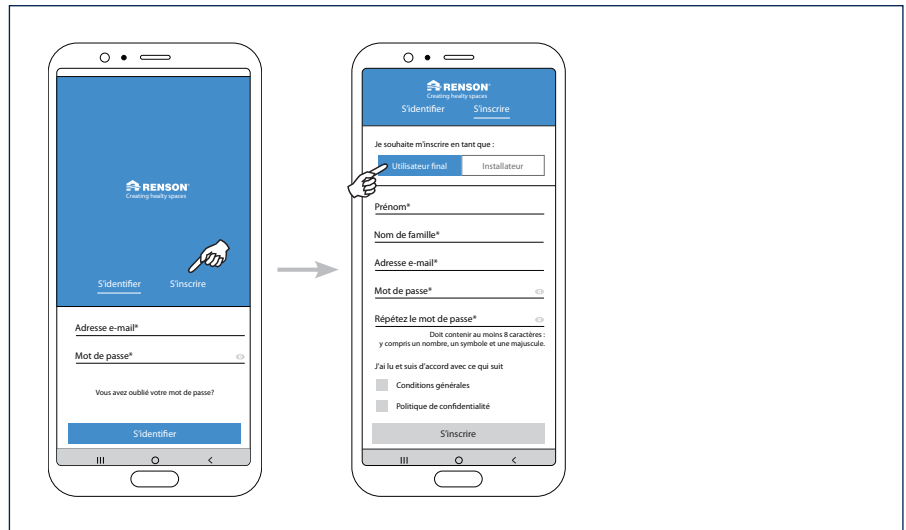 RENSON
Creating healty spaces
S'identifier
S'inscrire
Adresse e-mail*
Mot de passe*
Vous avez oublié votre mot de passe?
S'identifier
RENSON
Creating healty spaces
S'identifier
S'inscrire
Je souhaite m'inscrire en tant que :
Utilisateur final
Installateur
Prénom*
Nom de famille*
Adresse e-mail*
Mot de passe*
Répétez le mot de passe*
Doit contenir au moins 8 caractères :
y compris un nombre, un symbole et une majuscule.
J'ai lu et suis d'accord avec ce qui suit
Conditions générales
Politique de confidentialité
S'inscrire